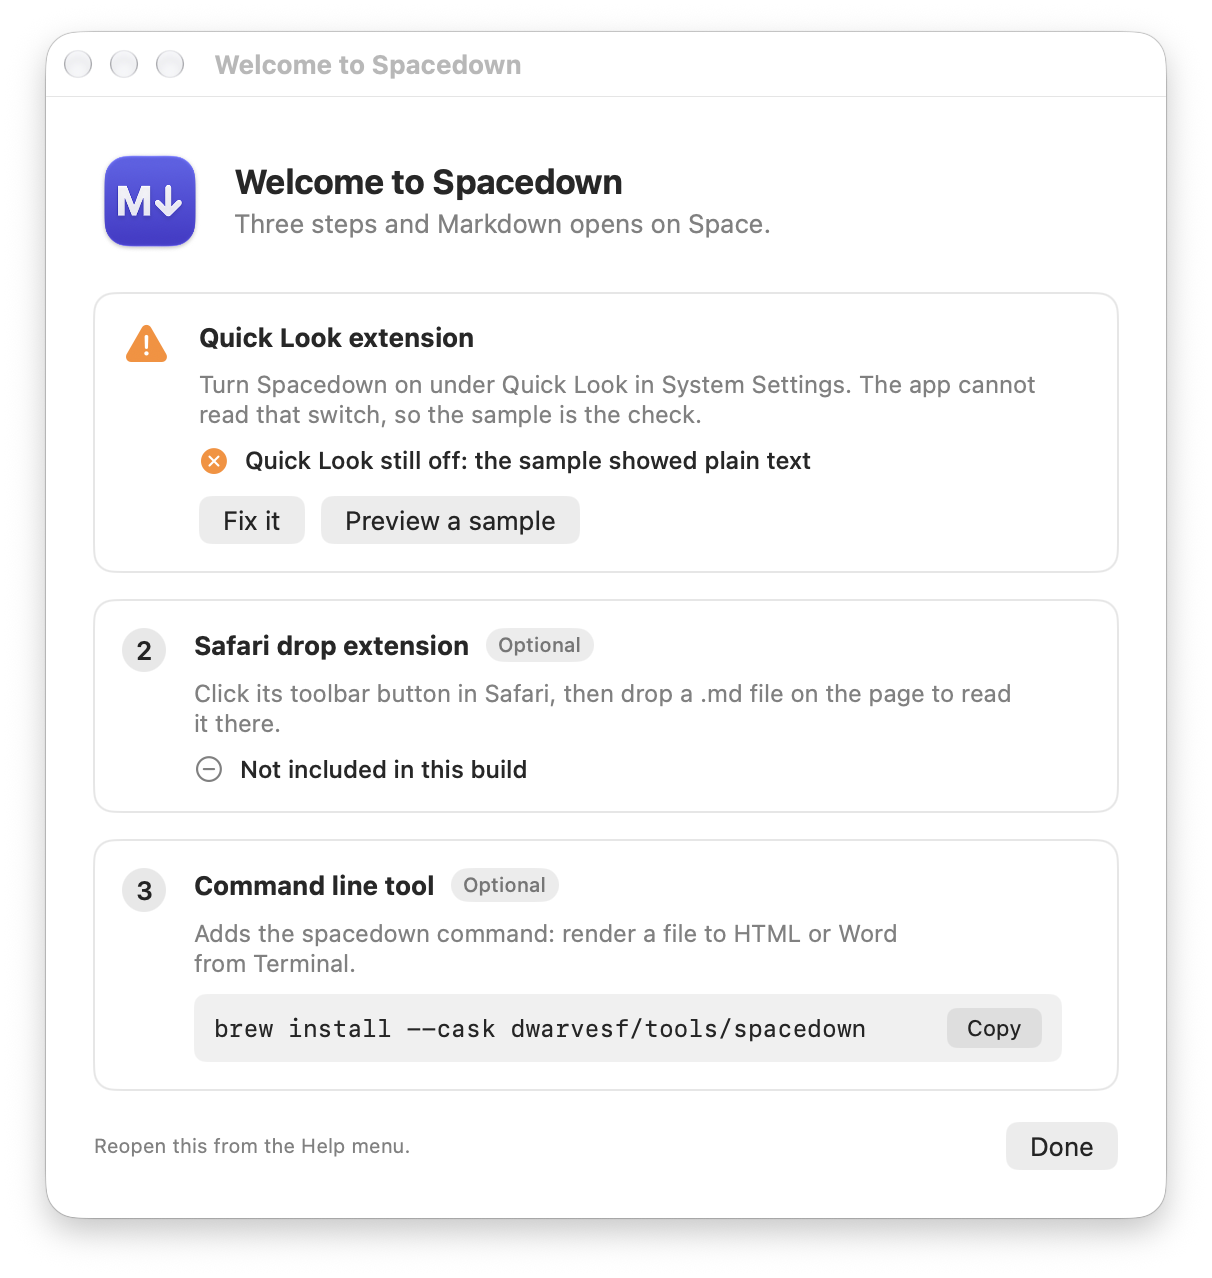 Welcome to Spacedown
M↓
Welcome to Spacedown
Three steps and Markdown opens on Space.
Quick Look extension
Turn Spacedown on under Quick Look in System Settings. The app cannot
read that switch, so the sample is the check.
Quick Look still off: the sample showed plain text
Fix it
Preview a sample
2
Safari drop extension
Optional
Click its toolbar button in Safari, then drop a .md file on the page to read
it there.
Not included in this build
3
Command line tool
Optional
Adds the spacedown command: render a file to HTML or Word
from Terminal.
brew install --cask dwarvesf/tools/spacedown
Copy
Reopen this from the Help menu.
Done